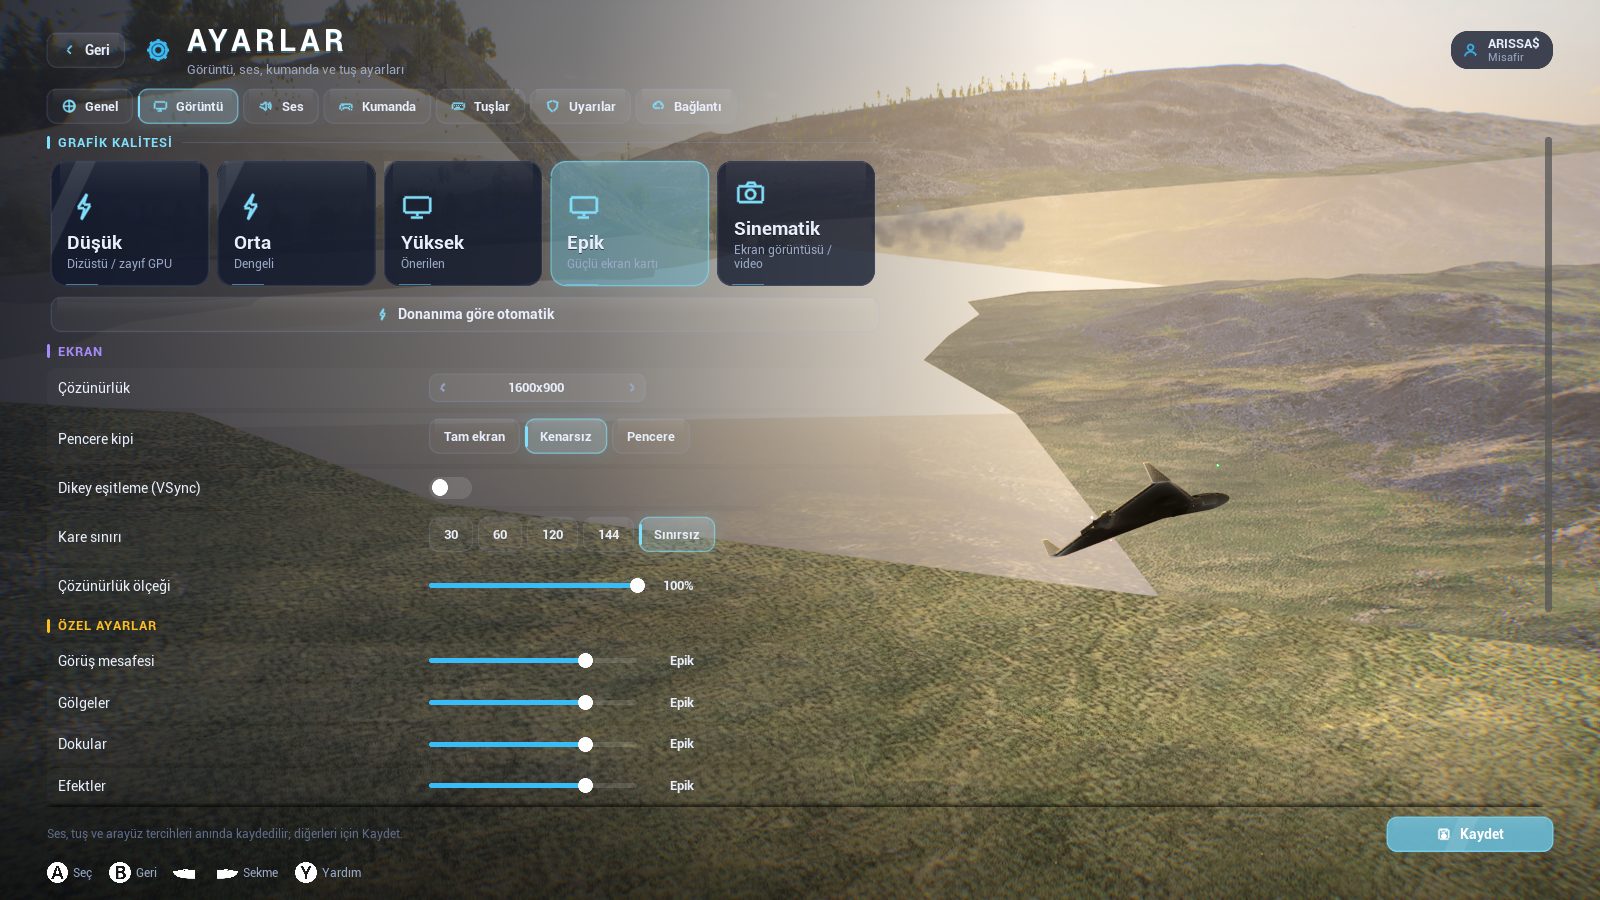 Geri
AYARLAR
Görüntü, ses, kumanda ve tuş ayarları
ARISSA$
Misafir
Genel
Görüntü
Ses
Kumanda
Tuşlar
Uyarılar
Bağlantı
GRAFİK KALİTESİ
Düşük
Dizüstü / zayıf GPU
Orta
Dengeli
Yüksek
Önerilen
Epik
Güçlü ekran kartı
Sinematik
Ekran görüntüsü /
video
Donanıma göre otomatik
EKRAN
Çözünürlük
1600x900
Pencere kipi
Tam ekran
Kenarsız
Pencere
Dikey eşitleme (VSync)
Kare sınırı
30
60
120
144
Sınırsız
Çözünürlük ölçeği
100%
ÖZEL AYARLAR
Görüş mesafesi
Epik
Gölgeler
Epik
Dokular
Epik
Efektler
Epik
Ses, tuş ve arayüz tercihleri anında kaydedilir; diğerleri için Kaydet.
Kaydet
A Seç
B Geri
Sekme
Y Yardım